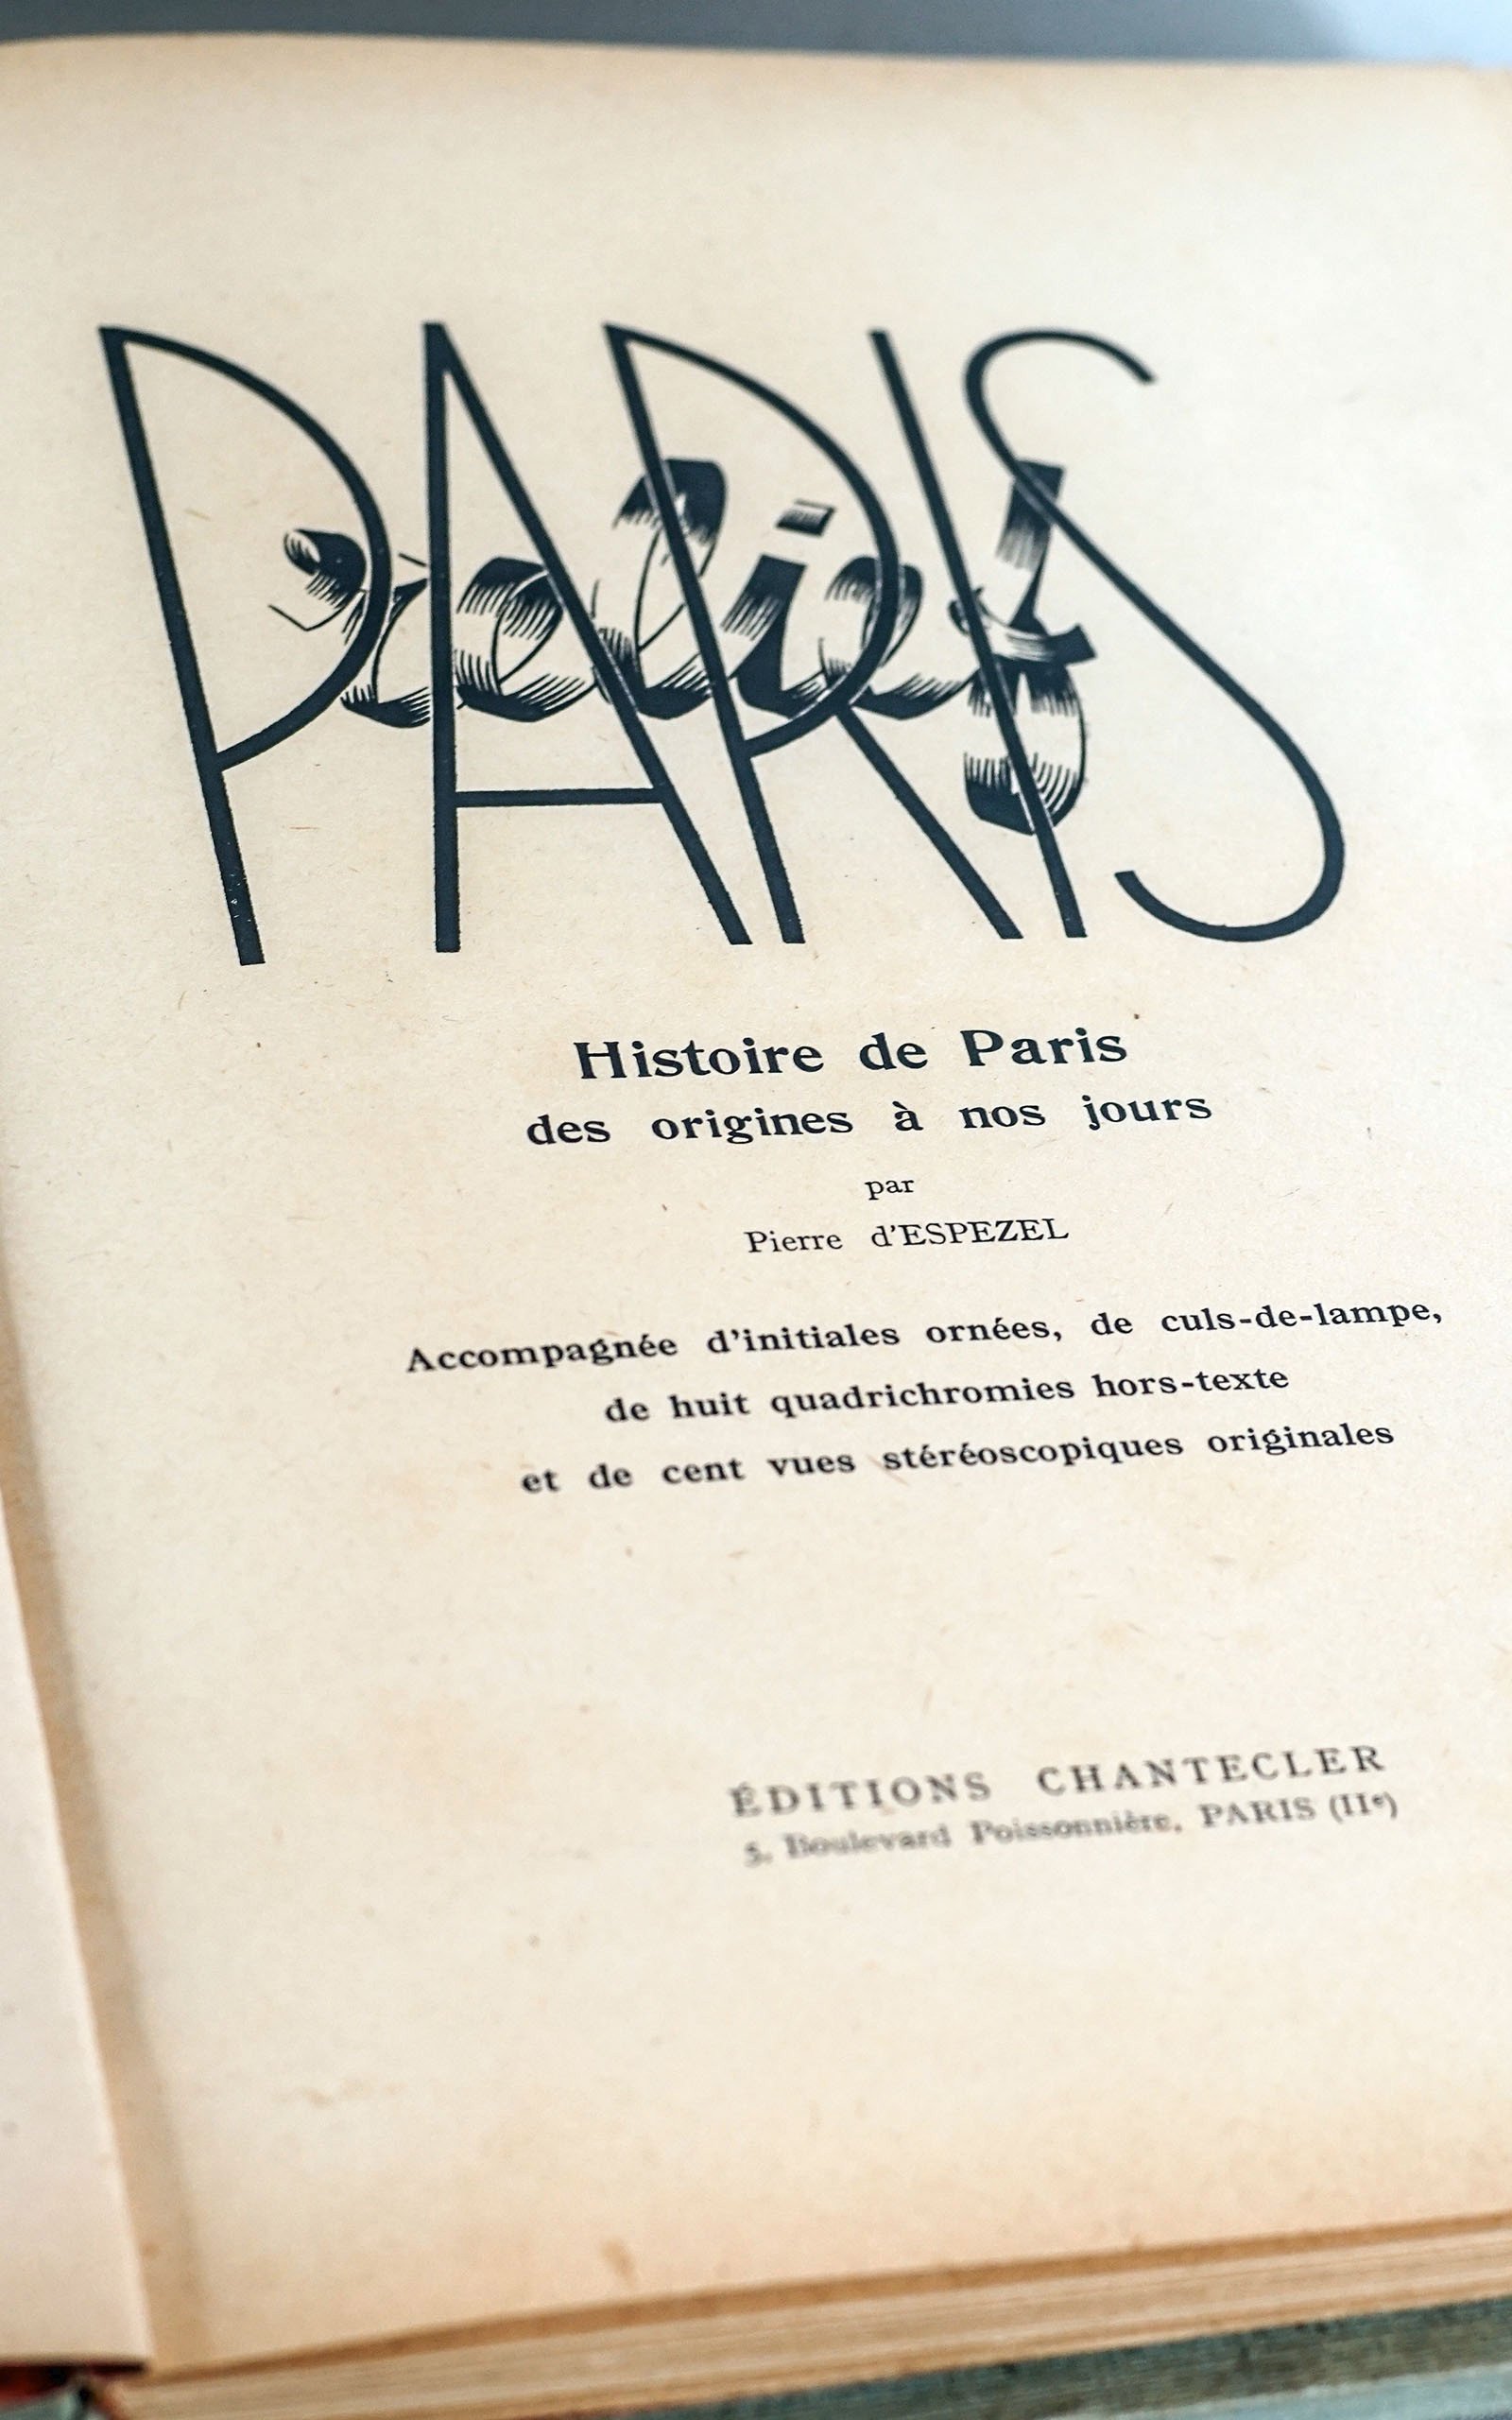 PARIS
relief
Histoire de Paris
des origines à nos jours
par
Pierre d'ESPEZEL
Accompagnée d'initiales ornées, de culs-de-lampe,
de huit quadrichromies hors-texte
et de cent vues stéréoscopiques originales
ÉDITIONS CHANTECLER
5, Boulevard Poissonnière, PARIS (IIe)